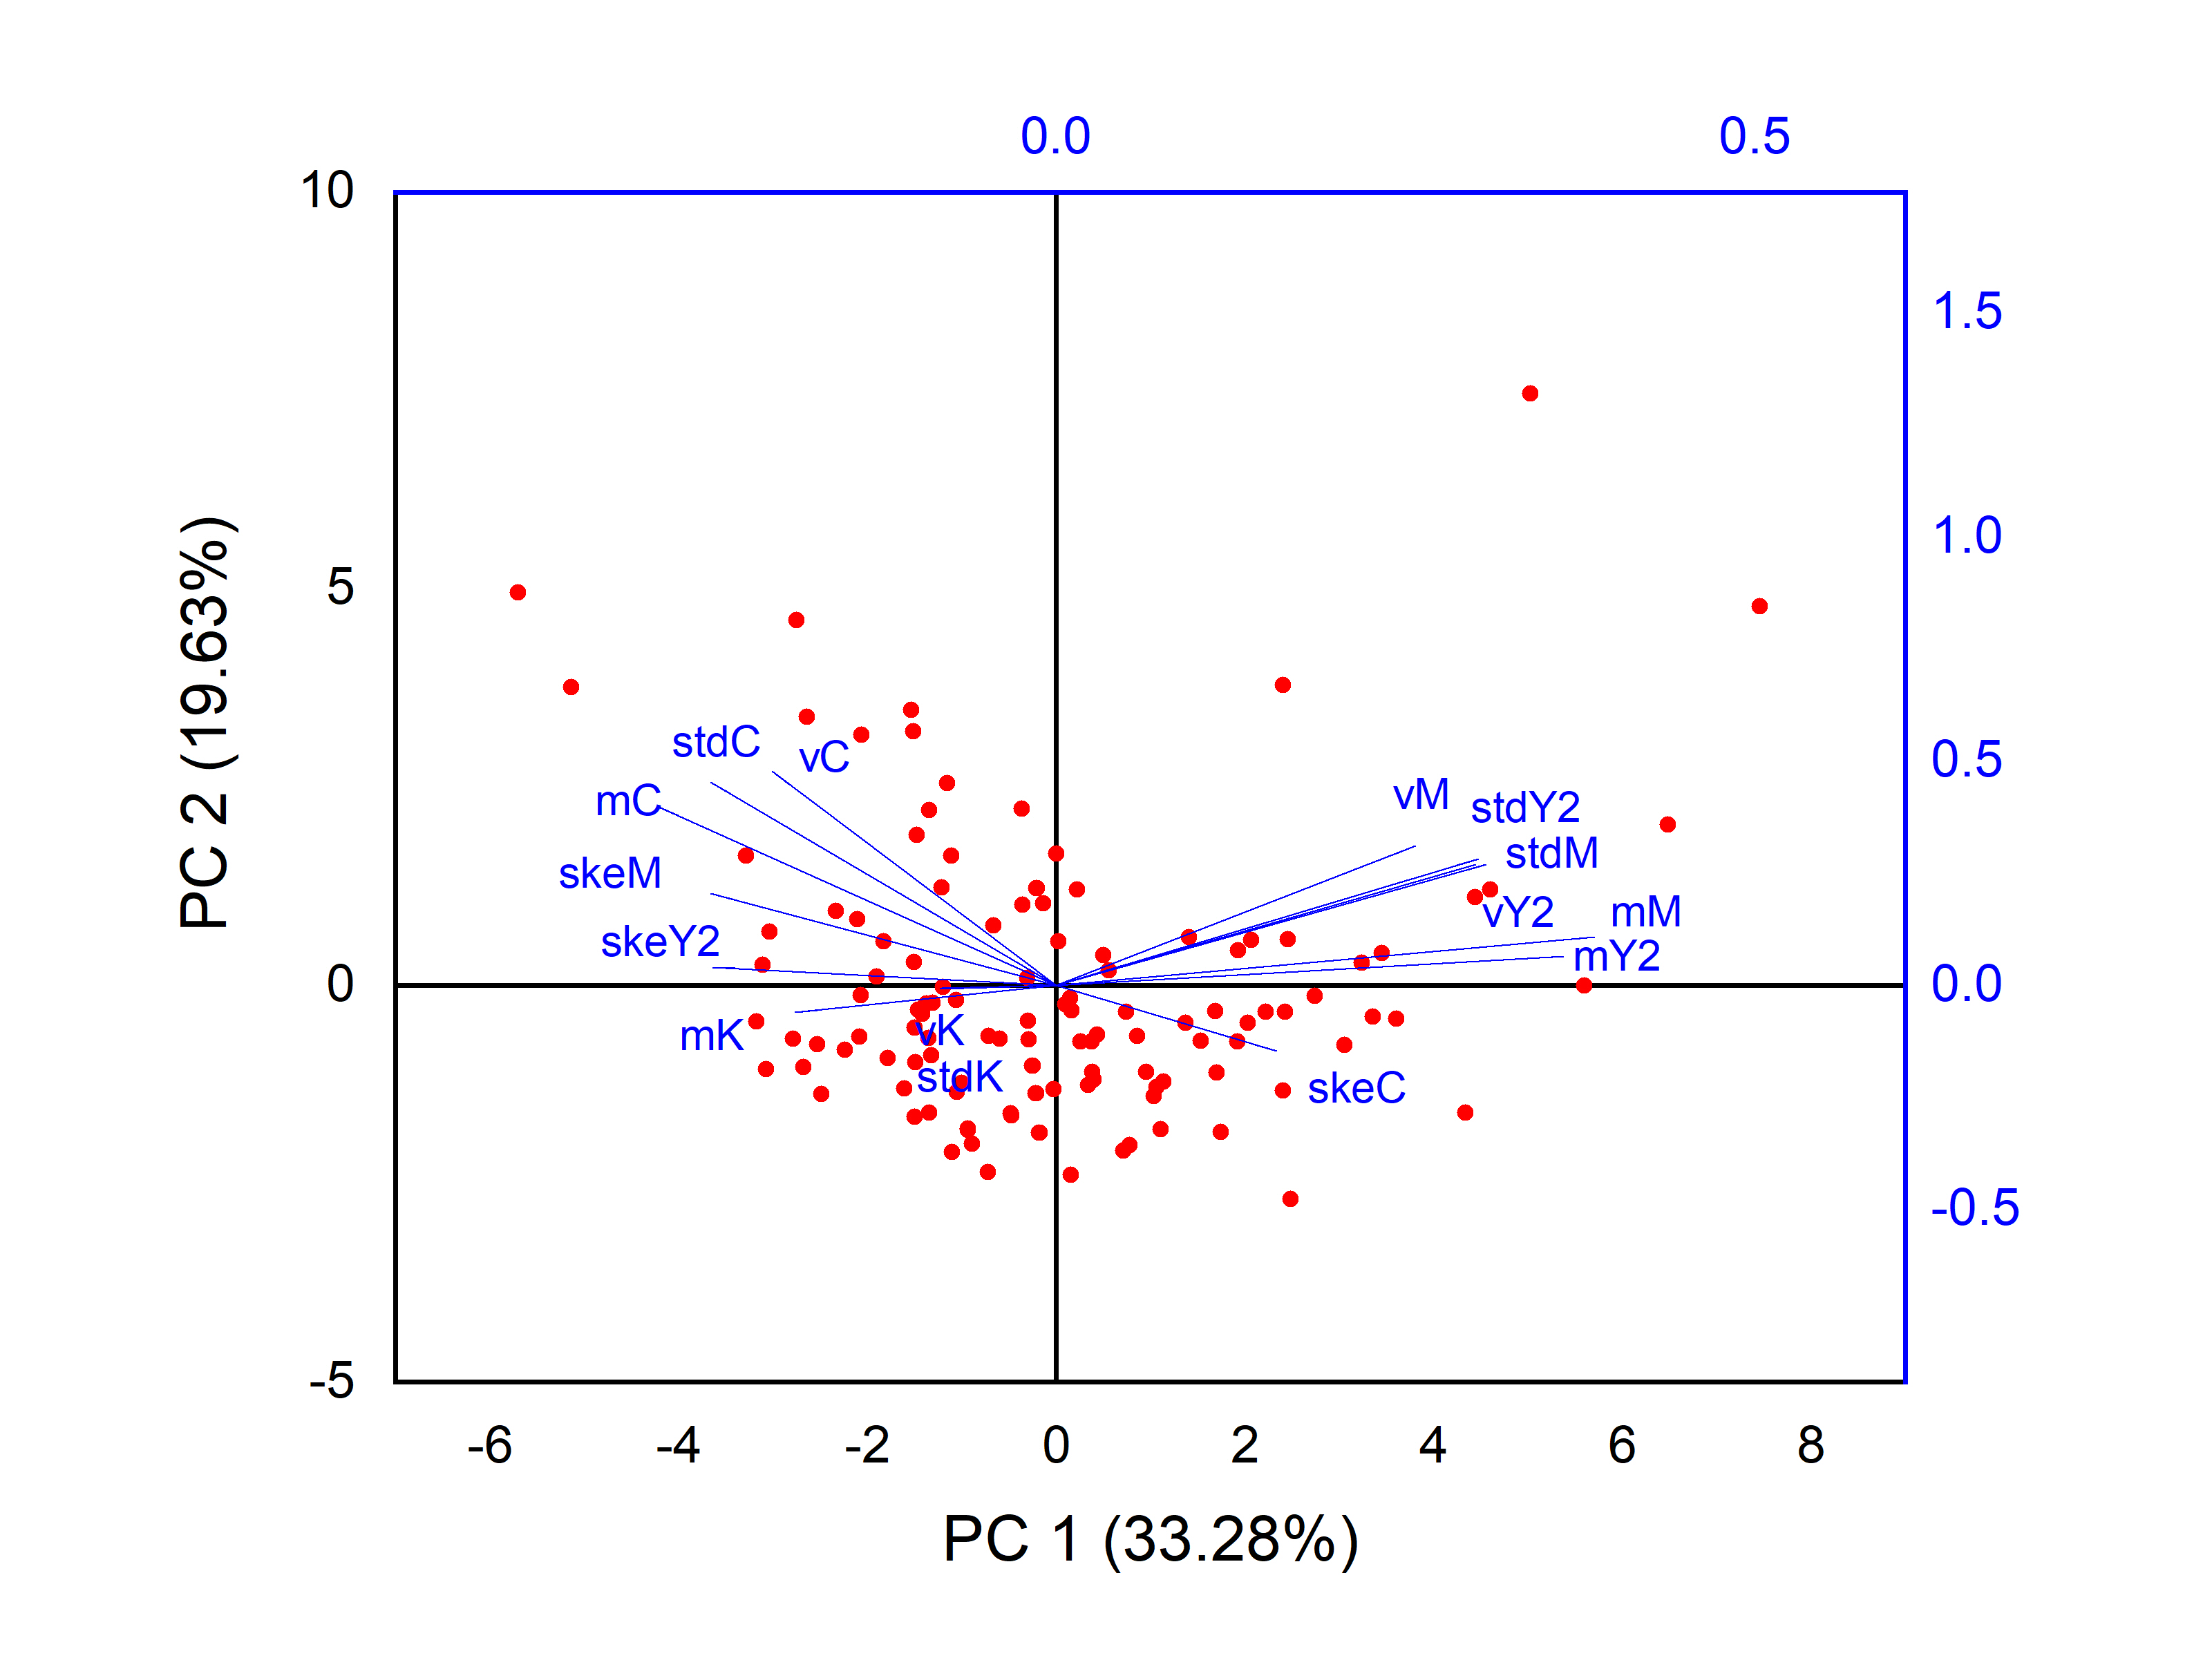 0.0 0.5
10
1.5
1.0
5
stdC
vC
0.5
mC
vM
stdY2
stdM
skeM
vY2
mM
skeY2
mY2
0
0.0
mK
vK
stdK
skeC
-0.5
-5
-6 -4 -2 0 2 4 6 8
PC 1 (33.28%)
PC 2 (19.63%)